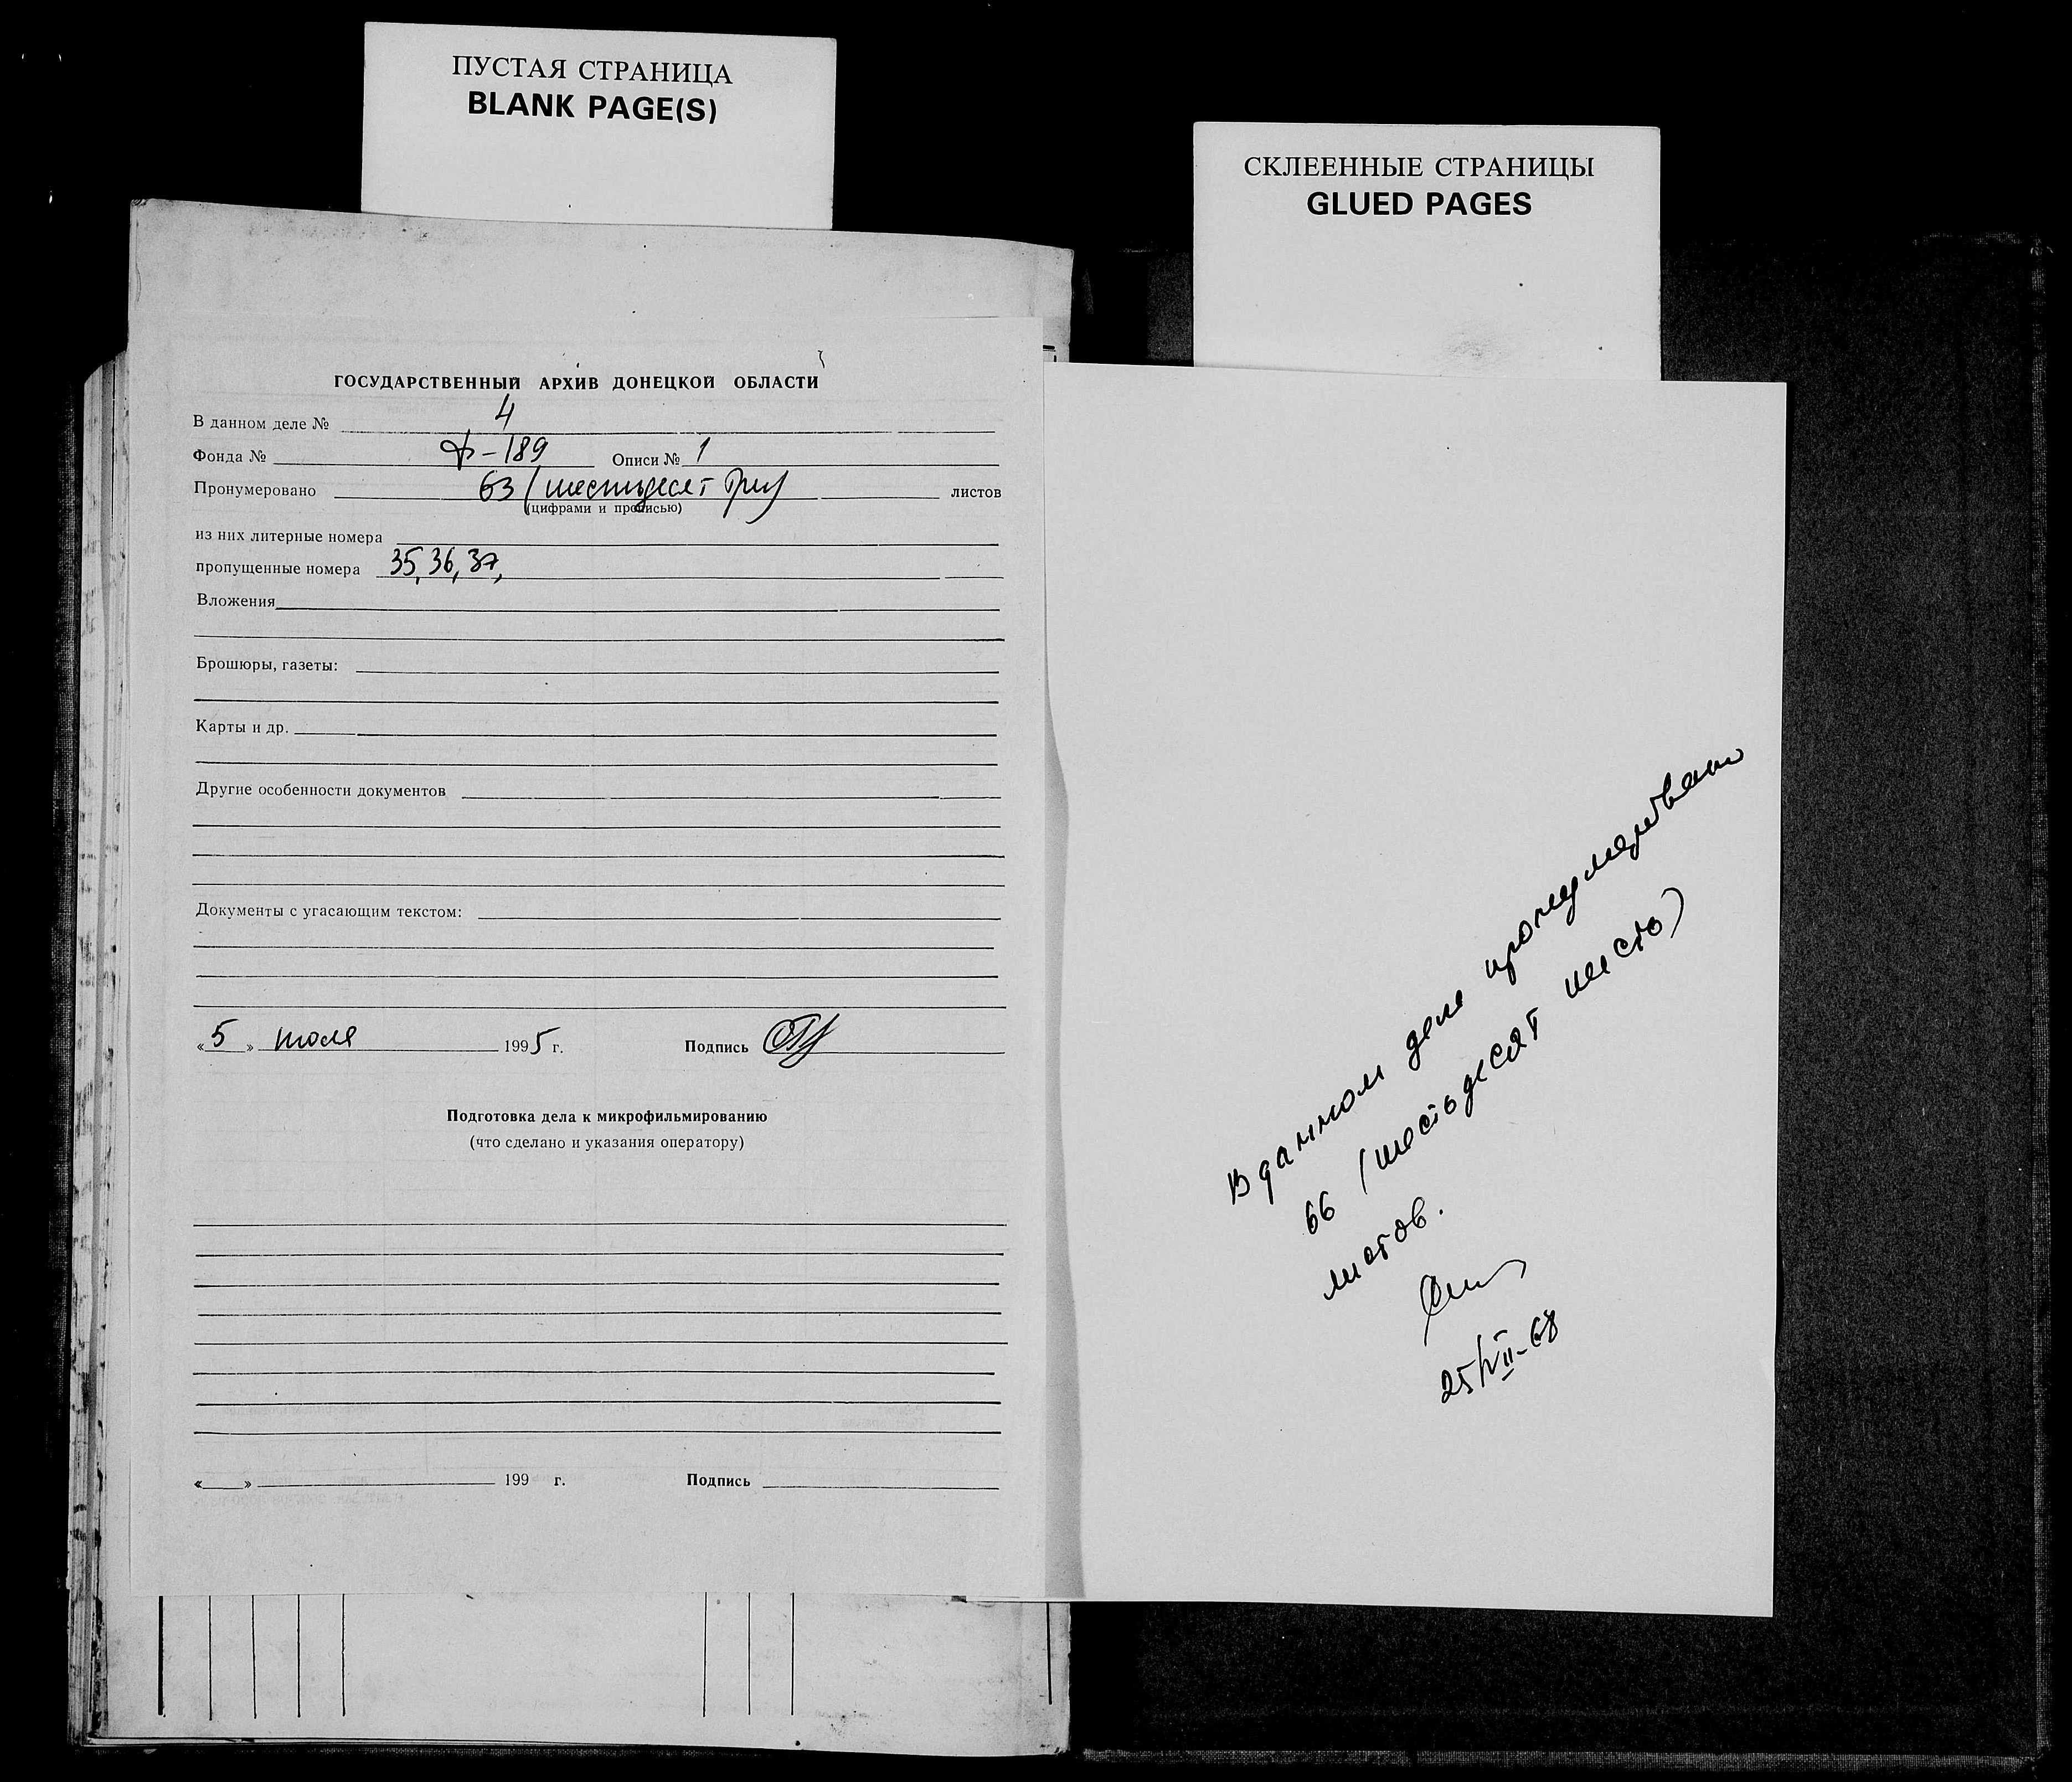 ПУСТАЯ СТРАНИЦА
BLANK PAGE(S)
СКЛЕЕННЫЕ СТРАНИЦЫ
GLUED PAGES
ГОСУДАРСТВЕННЫЙ АРХИВ ДОНЕЦКОЙ ОБЛАСТИ
В данном деле № 4
Фонда № Ф-189 Описи № 1
Пронумеровано 63 (шестьдесят три) листов
(цифрами и прописью)
из них литерные номера
пропущенные номера 35, 36, 37,
Вложения
Брошюры, газеты:
Карты и др.
Другие особенности документов
Документы с угасающим текстом:
«5» июля 1995 г. Подпись
Подготовка дела к микрофильмированию
(что сделано и указания оператору)
« » 199 г. Подпись
В данном деле пронумеровано
66 (шестьдесят шесть)
листов.
25/VII-68